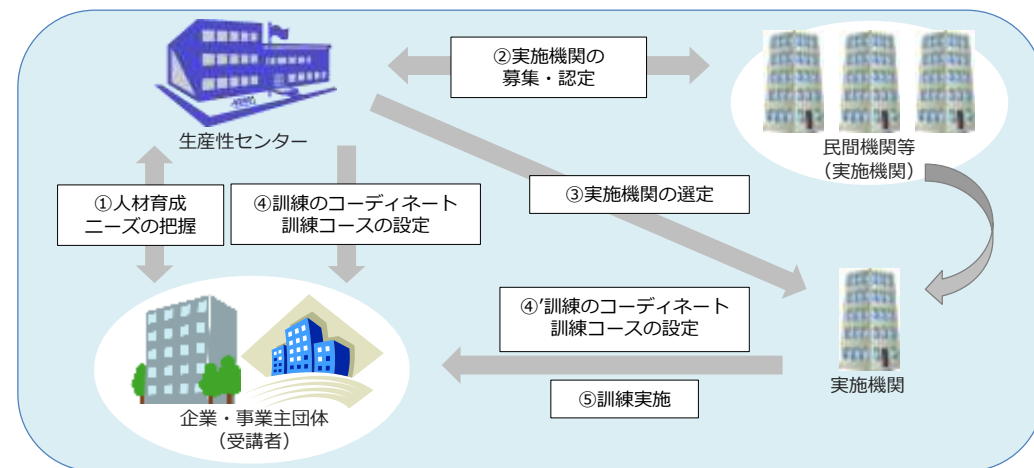 ②実施機関の
募集・認定
生産性センター
民間機関等
（実施機関）
①人材育成
ニーズの把握
④訓練のコーディネート
訓練コースの設定
③実施機関の選定
④’訓練のコーディネート
訓練コースの設定
実施機関
⑤訓練実施
企業・事業主団体
（受講者）